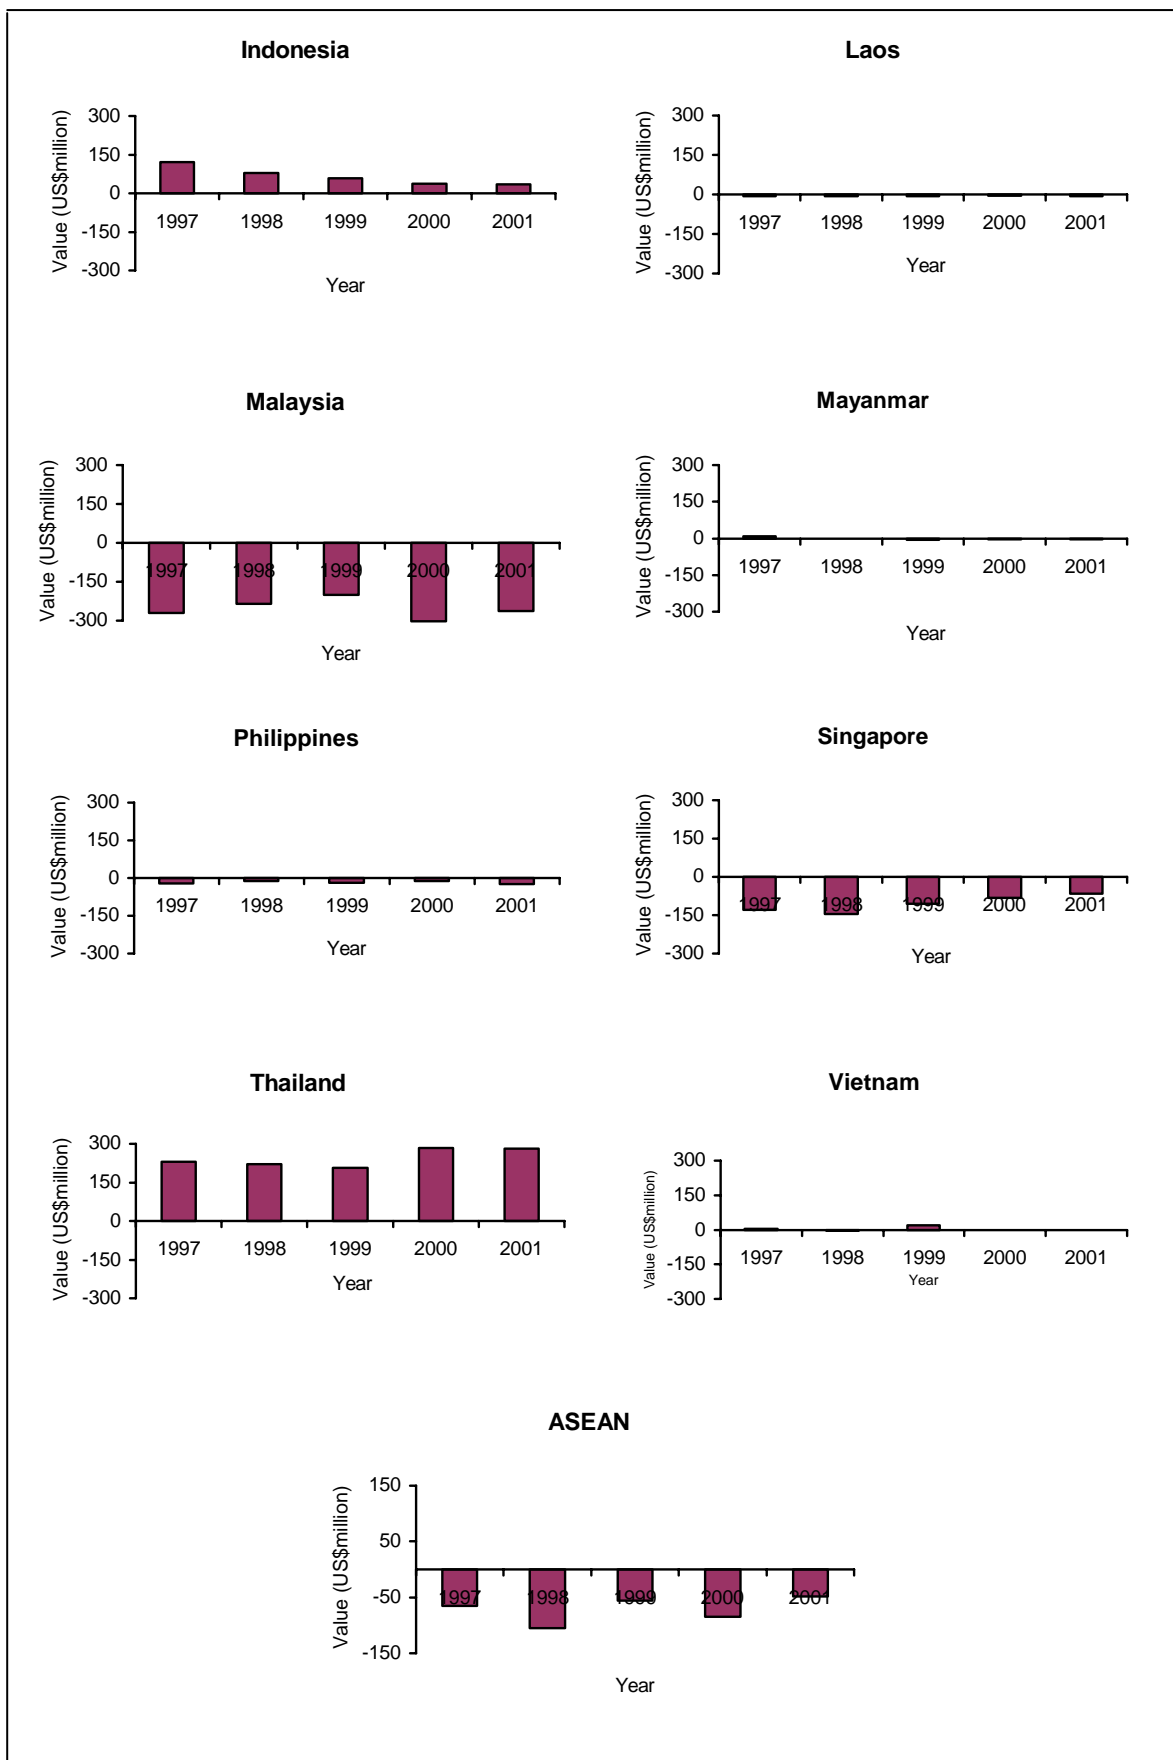 Indonesia
Value (US$million)
300
150
0
-150
-300
1997 1998 1999 2000 2001
Year
Laos
Value (US$million)
300
150
0
-150
-300
1997 1998 1999 2000 2001
Year
Malaysia
Value (US$million)
300
150
0
-150
-300
1997 1998 1999 2000 2001
Year
Mayanmar
Value (US$million)
300
150
0
-150
-300
1997 1998 1999 2000 2001
Year
Philippines
Value (US$million)
300
150
0
-150
-300
1997 1998 1999 2000 2001
Year
Singapore
Value (US$million)
300
150
0
-150
-300
1997 1998 1999 2000 2001
Year
Thailand
Value (US$million)
300
150
0
-150
-300
1997 1998 1999 2000 2001
Year
Vietnam
Value (US$million)
300
150
0
-150
-300
1997 1998 1999 2000 2001
Year
ASEAN
Value (US$million)
150
50
-50
-150
1997 1998 1999 2000 2001
Year